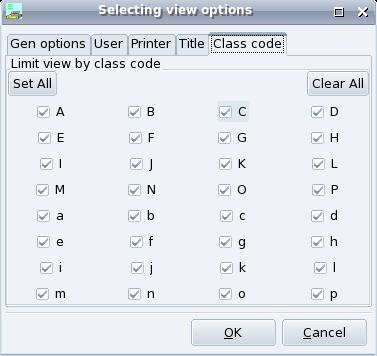 Selecting view options
Gen options User Printer Title Class code
Limit view by class code
Set All Clear All
A B C D
E F G H
I J K L
M N O P
a b c d
e f g h
i j k l
m n o p
OK Cancel